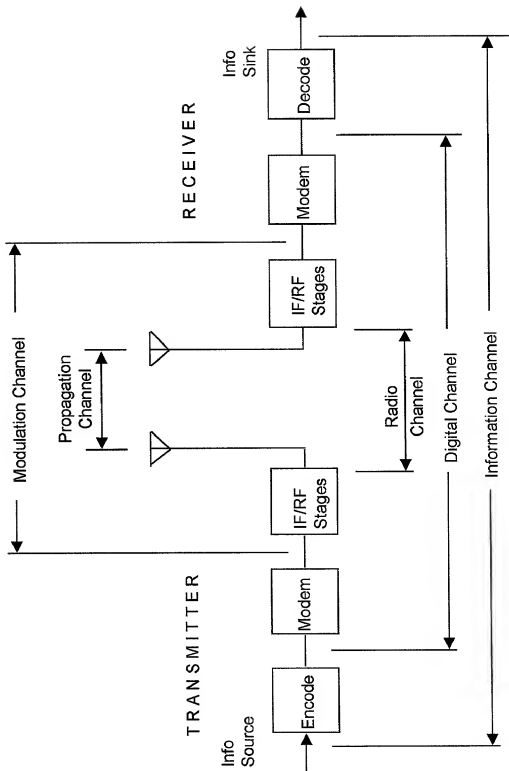 Modulation Channel
Propagation
Channel
TRANSMITTER
RECEIVER
Info
Source
Encode
Modem
IF/RF
Stages
IF/RF
Stages
Modem
Decode
Info
Sink
Radio
Channel
Digital Channel
Information Channel